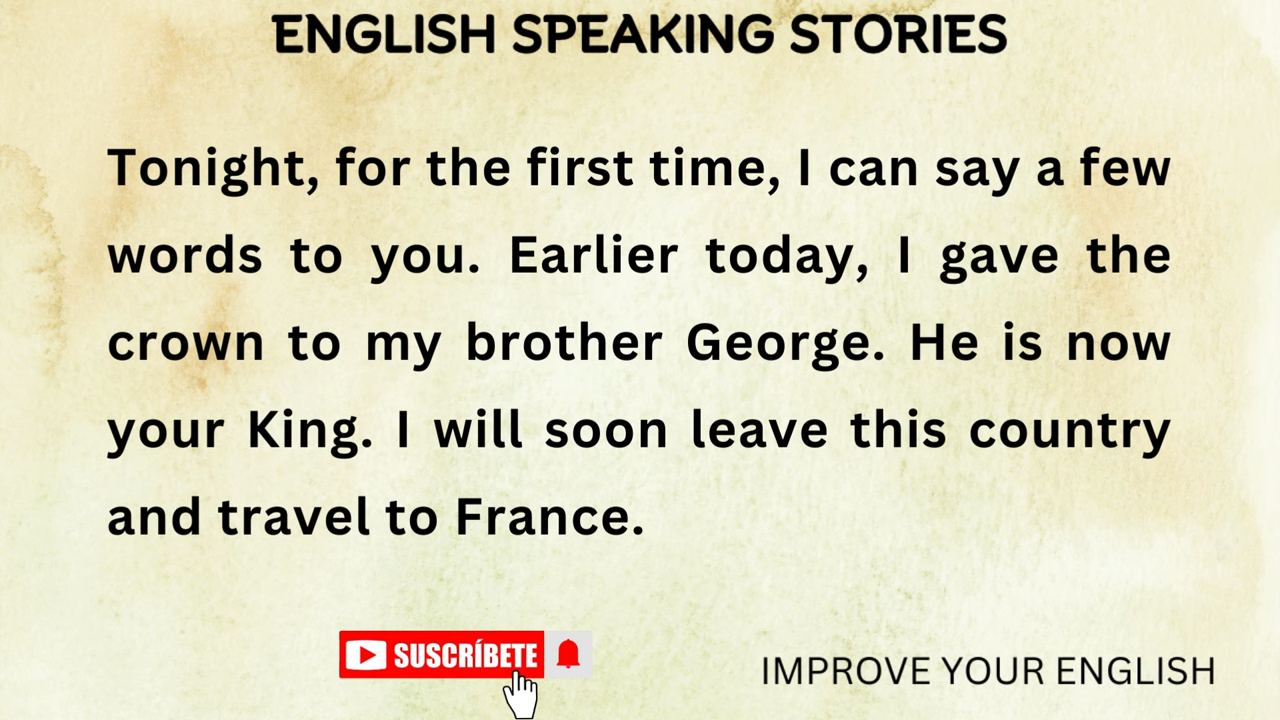 ENGLISH SPEAKING STORIES
Tonight, for the first time, I can say a few
words to you. Earlier today, I gave the
crown to my brother George. He is now
your King. I will soon leave this country
and travel to France.
SUSCRÍBETE
IMPROVE YOUR ENGLISH